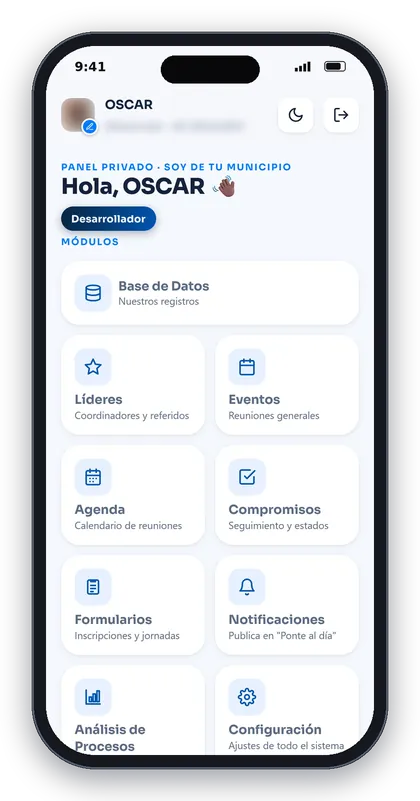 9:41
OSCAR
PANEL PRIVADO · SOY DE TU MUNICIPIO
Hola, OSCAR 👋🏾
Desarrollador
MÓDULOS
Base de Datos
Nuestros registros
Líderes
Coordinadores y referidos
Eventos
Reuniones generales
Agenda
Calendario de reuniones
Compromisos
Seguimiento y estados
Formularios
Inscripciones y jornadas
Notificaciones
Publica en "Ponte al día"
Análisis de
Procesos
Configuración
Ajustes de todo el sistema